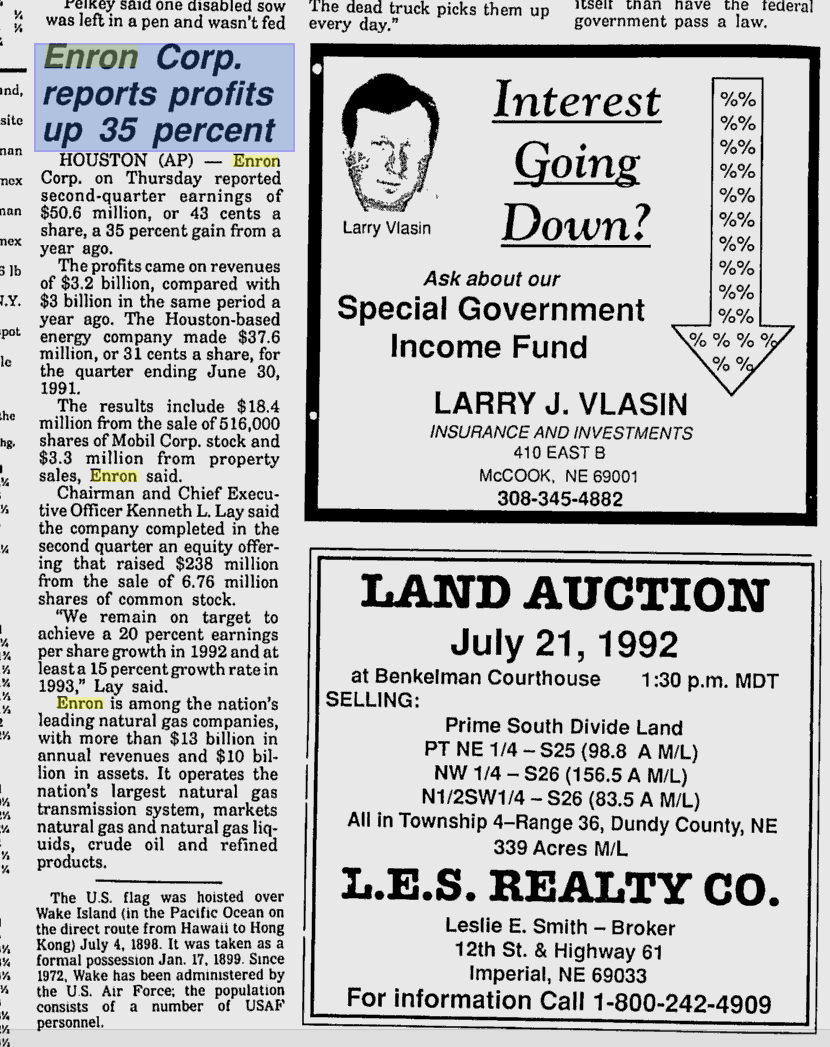 Pelkey said one disabled sow
was left in a pen and wasn't fed
The dead truck picks them up
every day."
itself than have the federal
government pass a law.
Enron Corp.
reports profits
up 35 percent
HOUSTON (AP) — Enron
Corp. on Thursday reported
second-quarter earnings of
$50.6 million, or 43 cents a
share, a 35 percent gain from a
year ago.
The profits came on revenues
of $3.2 billion, compared with
$3 billion in the same period a
year ago. The Houston-based
energy company made $37.6
million, or 31 cents a share, for
the quarter ending June 30,
1991.
The results include $18.4
million from the sale of 516,000
shares of Mobil Corp. stock and
$3.3 million from property
sales, Enron said.
Chairman and Chief Execu-
tive Officer Kenneth L. Lay said
the company completed in the
second quarter an equity offer-
ing that raised $238 million
from the sale of 6.76 million
shares of common stock.
"We remain on target to
achieve a 20 percent earnings
per share growth in 1992 and at
least a 15 percent growth rate in
1993," Lay said.
Enron is among the nation's
leading natural gas companies,
with more than $13 billion in
annual revenues and $10 bil-
lion in assets. It operates the
nation's largest natural gas
transmission system, markets
natural gas and natural gas liq-
uids, crude oil and refined
products.
The U.S. flag was hoisted over
Wake Island (in the Pacific Ocean on
the direct route from Hawaii to Hong
Kong) July 4, 1898. It was taken as a
formal possession Jan. 17, 1899. Since
1972, Wake has been administered by
the U.S. Air Force; the population
consists of a number of USAF
personnel.
Larry Vlasin
Interest
Going
Down?
%%
%%
%%
%%
%%
%%
%%
%%
%%
%%
% % % %
% %
Ask about our
Special Government
Income Fund
LARRY J. VLASIN
INSURANCE AND INVESTMENTS
410 EAST B
McCOOK, NE 69001
308-345-4882
LAND AUCTION
July 21, 1992
at Benkelman Courthouse 1:30 p.m. MDT
SELLING:
Prime South Divide Land
PT NE 1/4 – S25 (98.8 A M/L)
NW 1/4 – S26 (156.5 A M/L)
N1/2SW1/4 – S26 (83.5 A M/L)
All in Township 4–Range 36, Dundy County, NE
339 Acres M/L
L.E.S. REALTY CO.
Leslie E. Smith – Broker
12th St. & Highway 61
Imperial, NE 69033
For information Call 1-800-242-4909